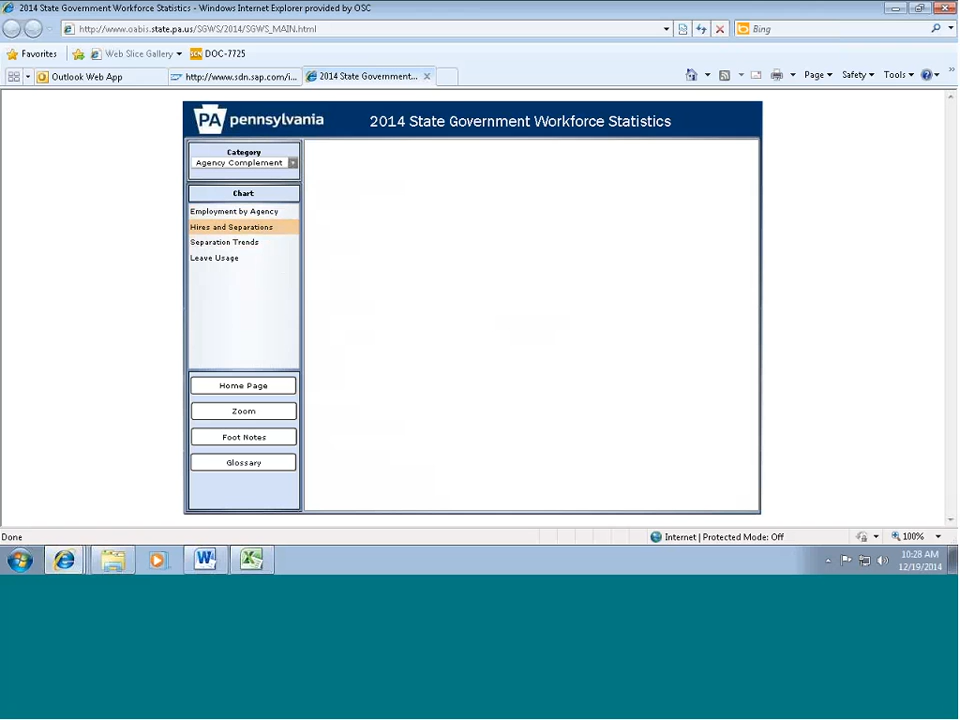 2014 State Government Workforce Statistics - Windows Internet Explorer provided by OSC
http://www.oabis.state.pa.us/SGWS/2014/SGWS_MAIN.html
Bing
Favorites
Web Slice Gallery
DOC-7725
Outlook Web App
http://www.sdn.sap.com/i...
2014 State Government...
Page
Safety
Tools
PA pennsylvania
2014 State Government Workforce Statistics
Category
Agency Complement
Chart
Employment by Agency
Hires and Separations
Separation Trends
Leave Usage
Home Page
Zoom
Foot Notes
Glossary
Done
Internet | Protected Mode: Off
100%
10:28 AM
12/19/2014